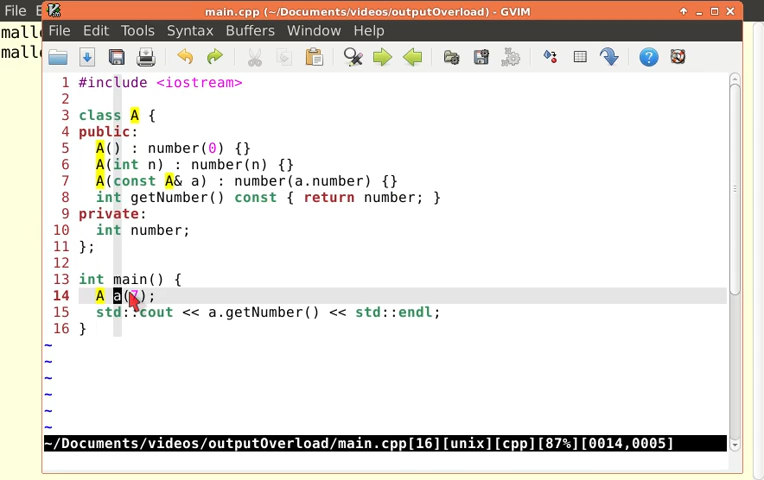 File
main.cpp (~/Documents/videos/outputOverload) - GVIM
File Edit Tools Syntax Buffers Window Help
1 #include <iostream>
2
3 class A {
4 public:
5   A() : number(0) {}
6   A(int n) : number(n) {}
7   A(const A& a) : number(a.number) {}
8   int getNumber() const { return number; }
9 private:
10   int number;
11 };
12
13 int main() {
14   A a(7);
15   std::cout << a.getNumber() << std::endl;
16 }
~
~
~
~
~
~
~/Documents/videos/outputOverload/main.cpp[16][unix][cpp][87%][0014,0005]